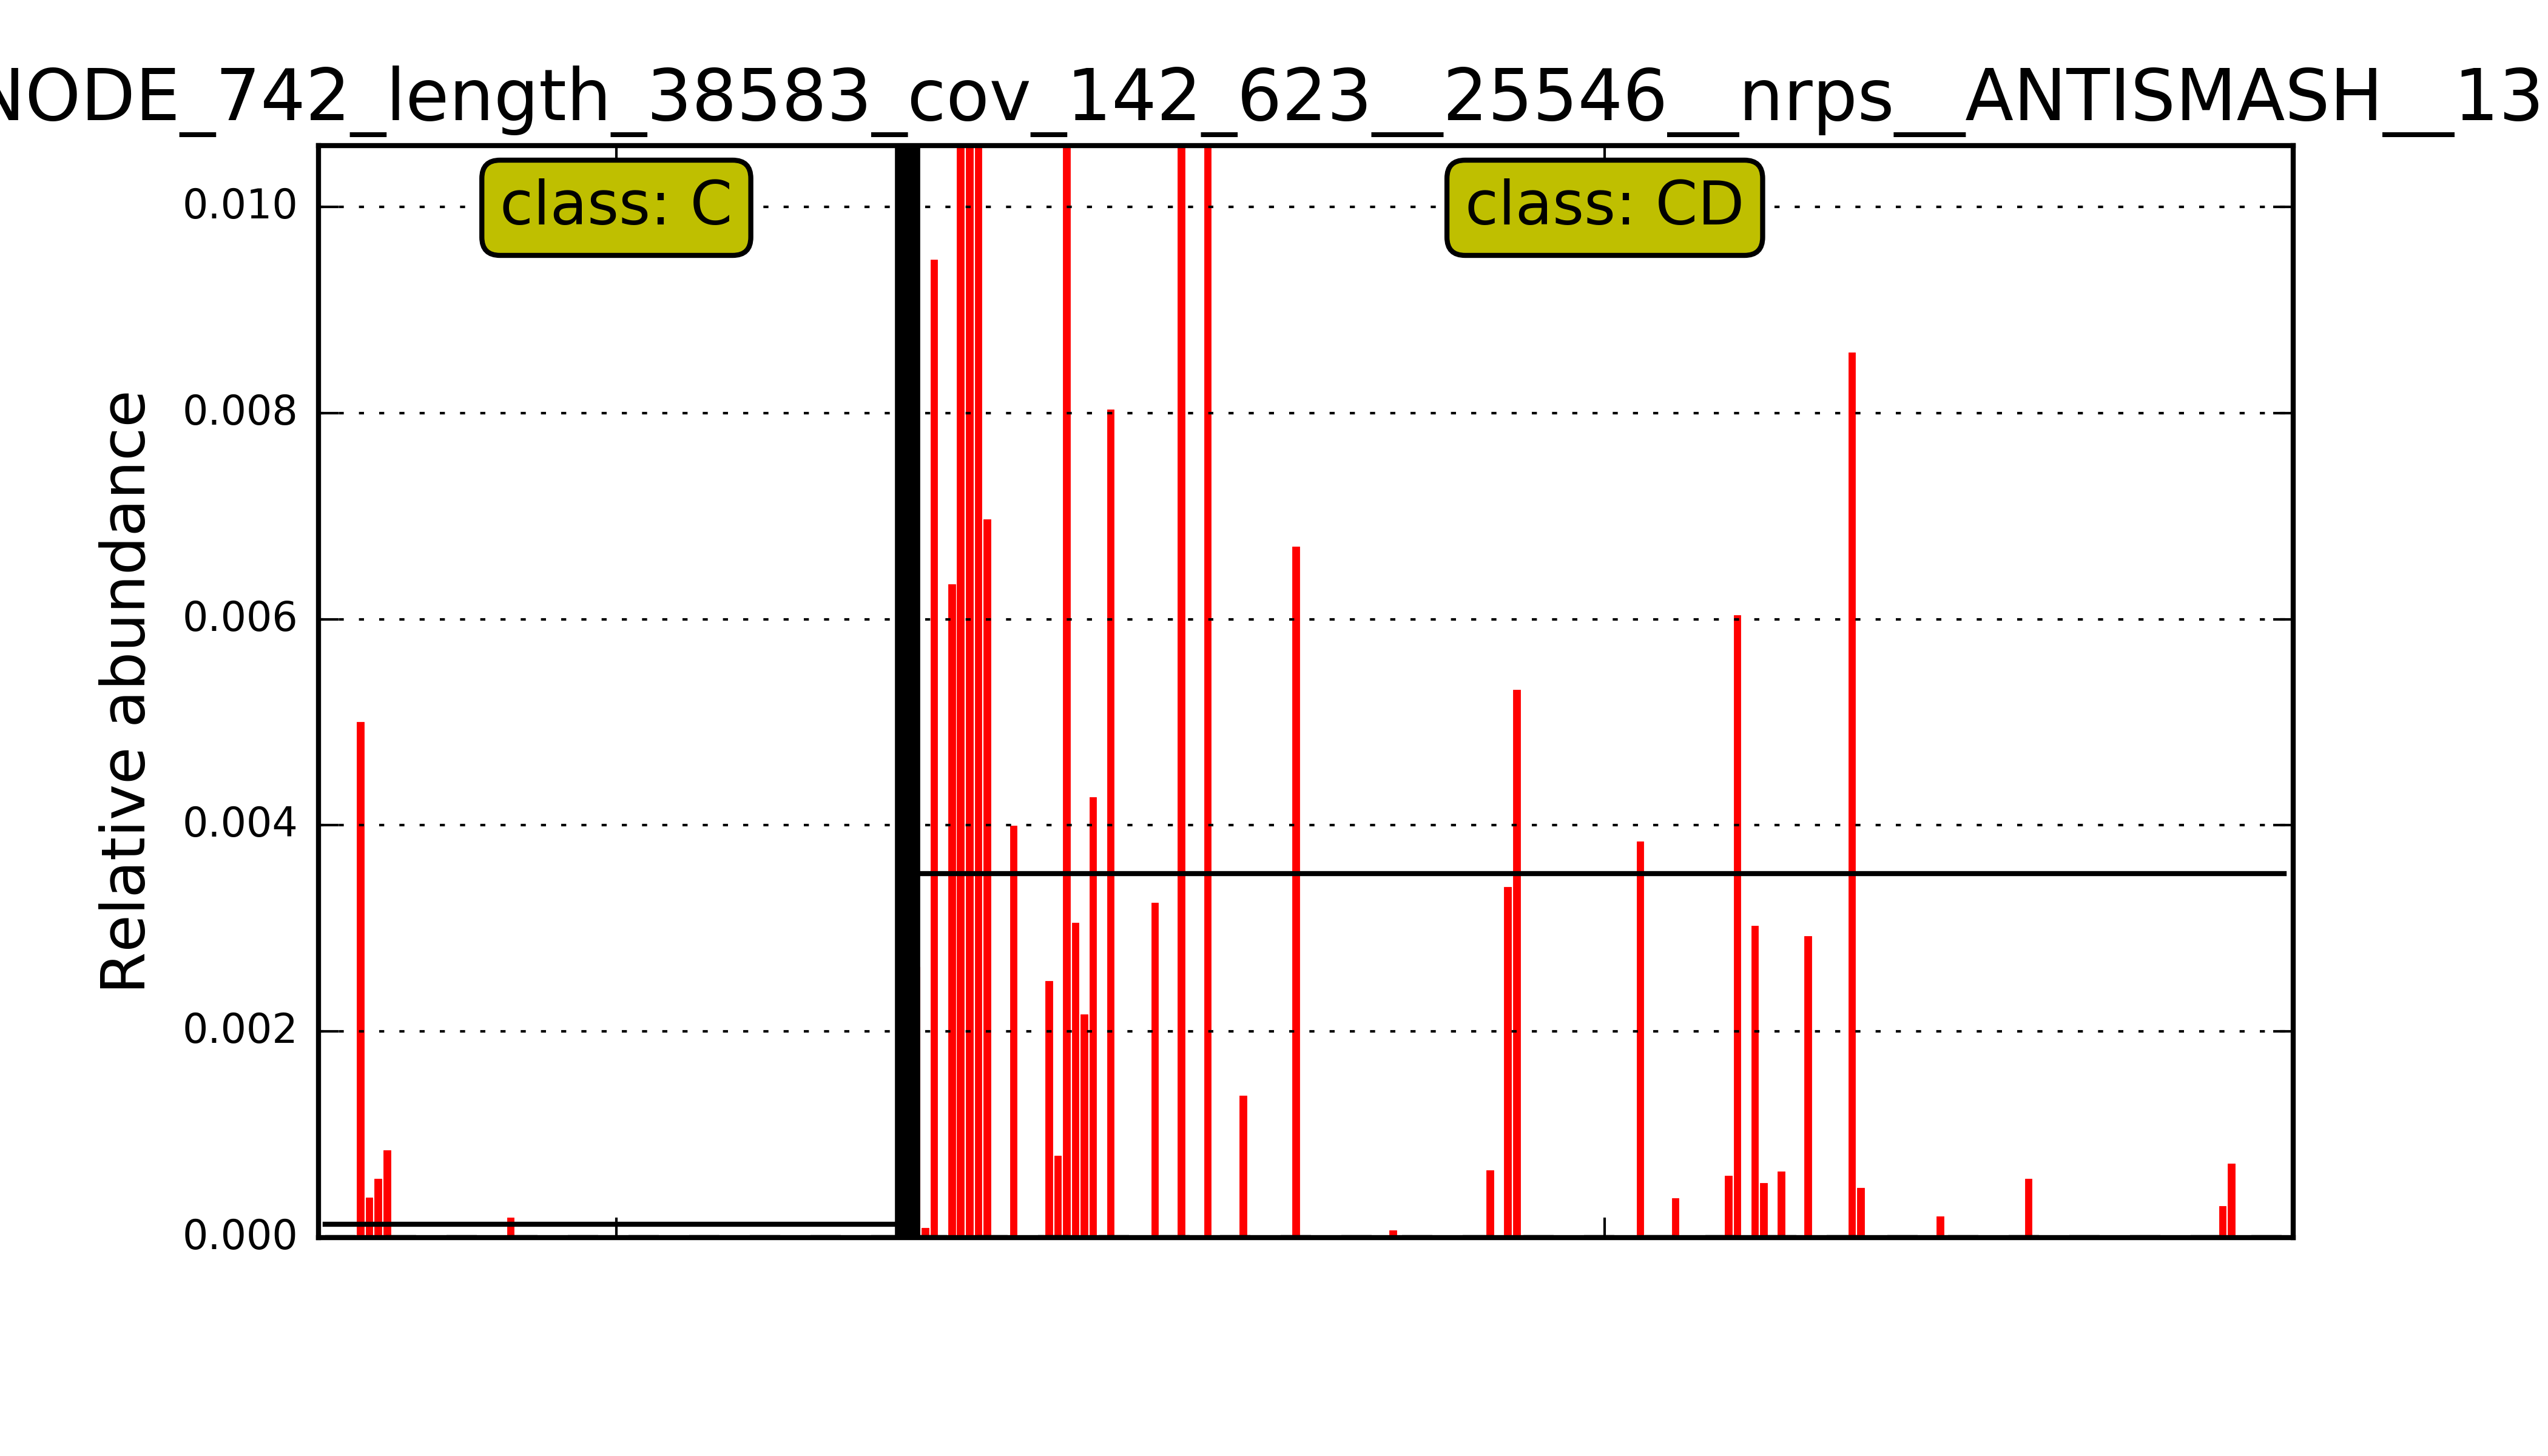 NODE_742_length_38583_cov_142_623__25546__nrps__ANTISMASH__13
class: C
class: CD
0.010
0.008
0.006
0.004
0.002
0.000
Relative abundance